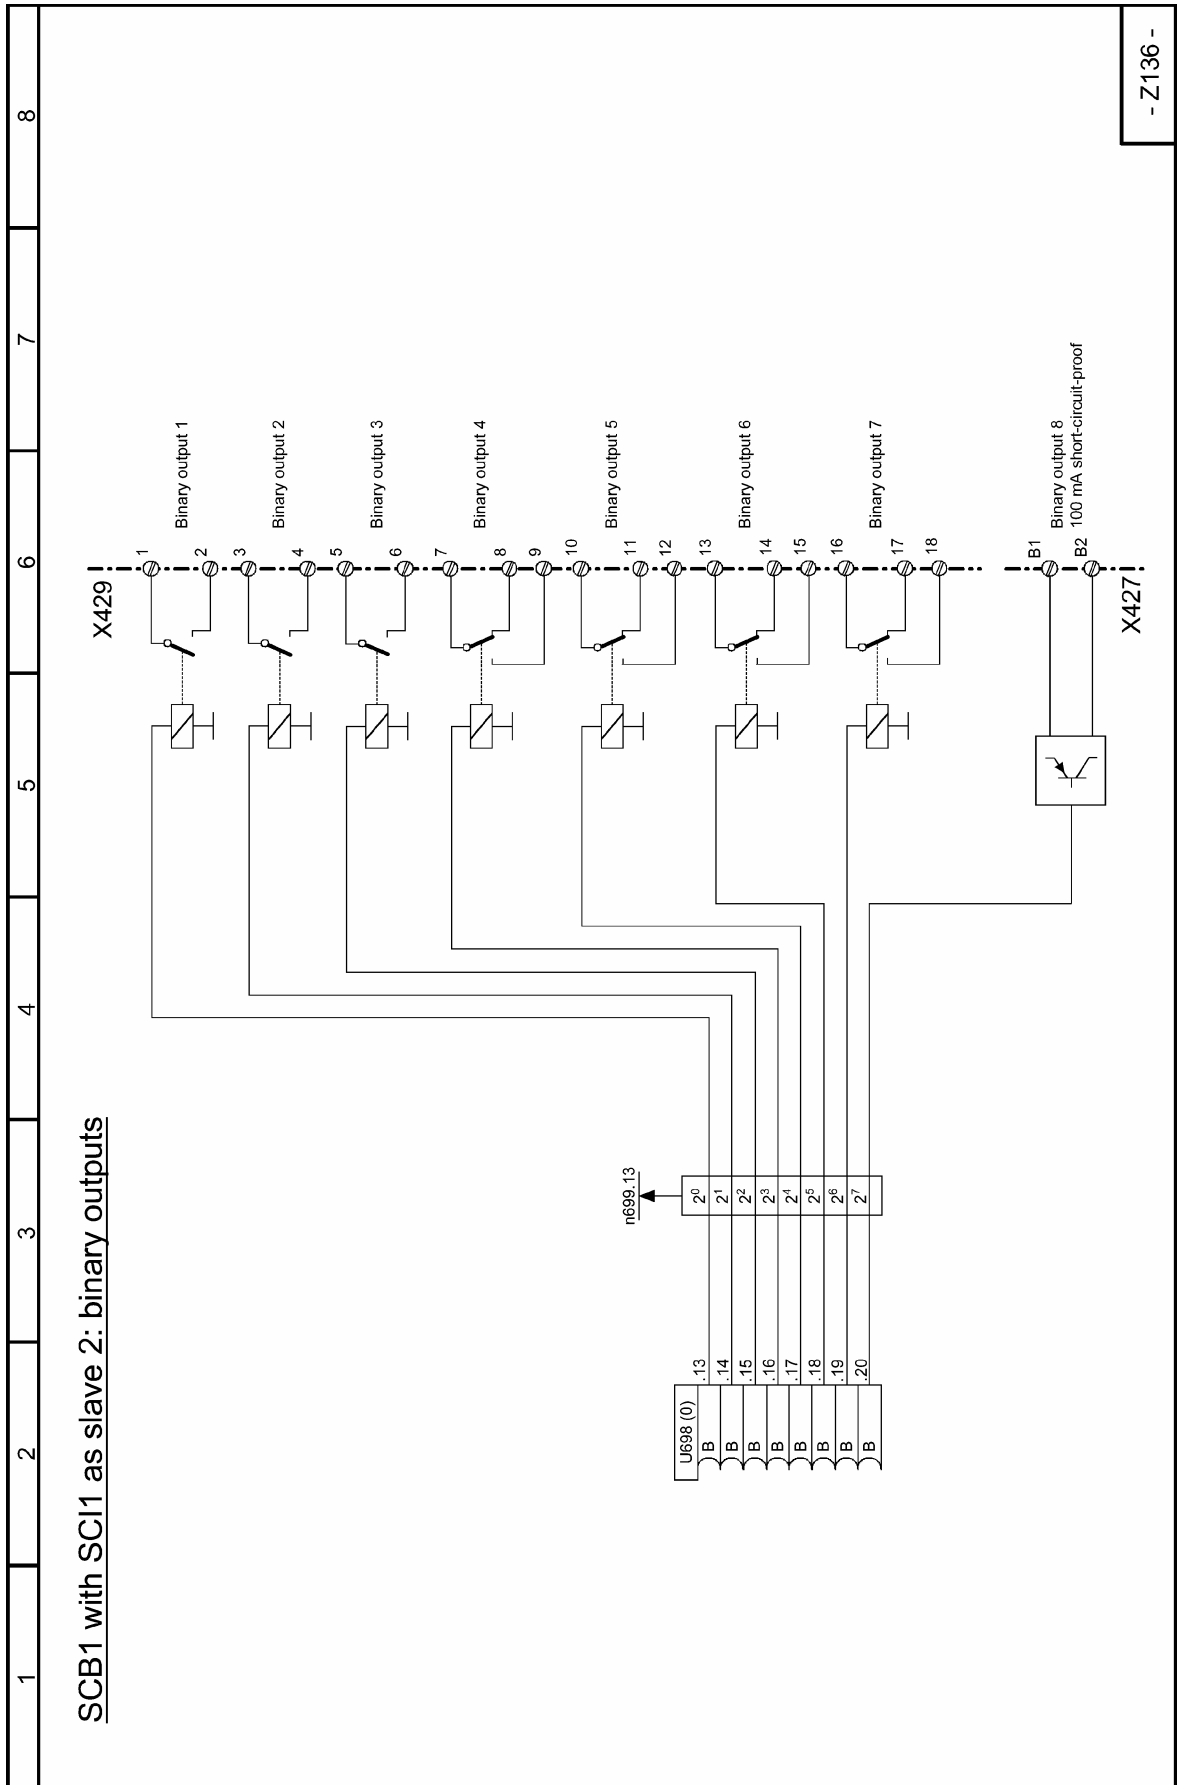 1
2
3
4
5
6
7
8
SCB1 with SCI1 as slave 2: binary outputs
U698 (0)
B .13
B .14
B .15
B .16
B .17
B .18
B .19
B .20
n699.13
2⁰
2¹
2²
2³
2⁴
2⁵
2⁶
2⁷
X429
1
2
Binary output 1
3
4
Binary output 2
5
6
Binary output 3
7
8
9
Binary output 4
10
11
12
Binary output 5
13
14
15
Binary output 6
16
17
18
Binary output 7
X427
B1
B2
Binary output 8
100 mA short-circuit-proof
- Z136 -